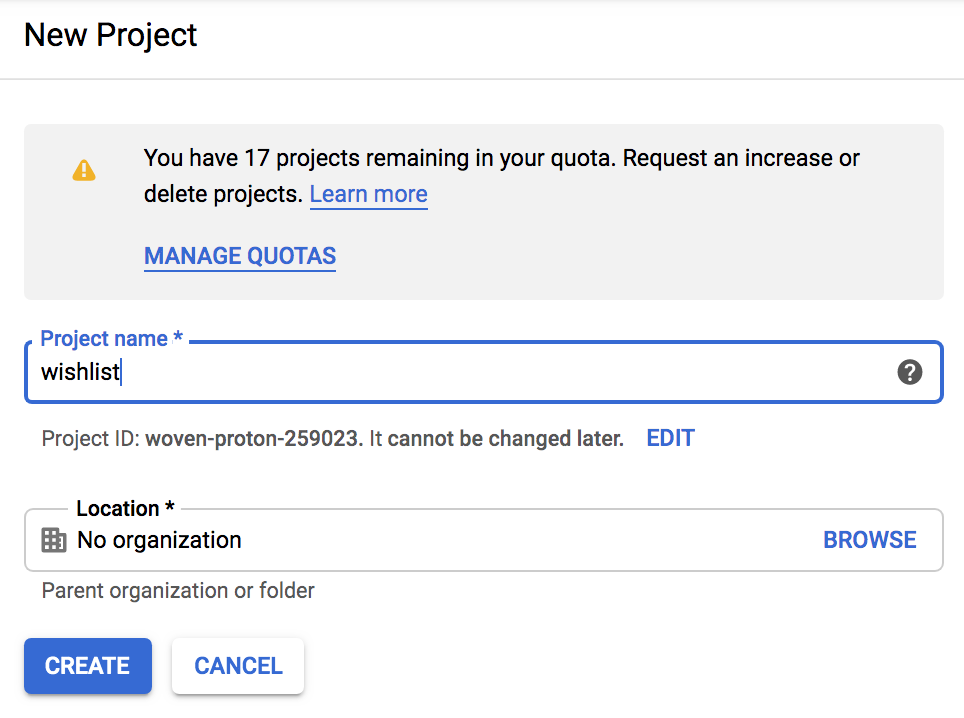 New Project
You have 17 projects remaining in your quota. Request an increase or
delete projects. Learn more
MANAGE QUOTAS
Project name *
wishlist
Project ID: woven-proton-259023. It cannot be changed later. EDIT
Location *
No organization BROWSE
Parent organization or folder
CREATE CANCEL